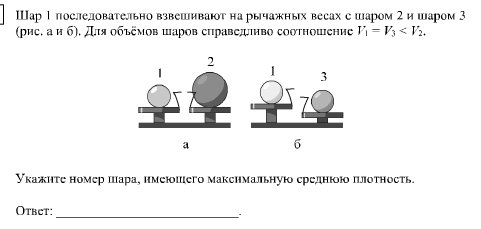 Шар 1 последовательно взвешивают на рычажных весах с шаром 2 и шаром 3
(рис. а и б). Для объёмов шаров справедливо соотношение V₁ = V₃ < V₂.
1 2 1 3
а б
Укажите номер шара, имеющего максимальную среднюю плотность.
Ответ: ____________________________.